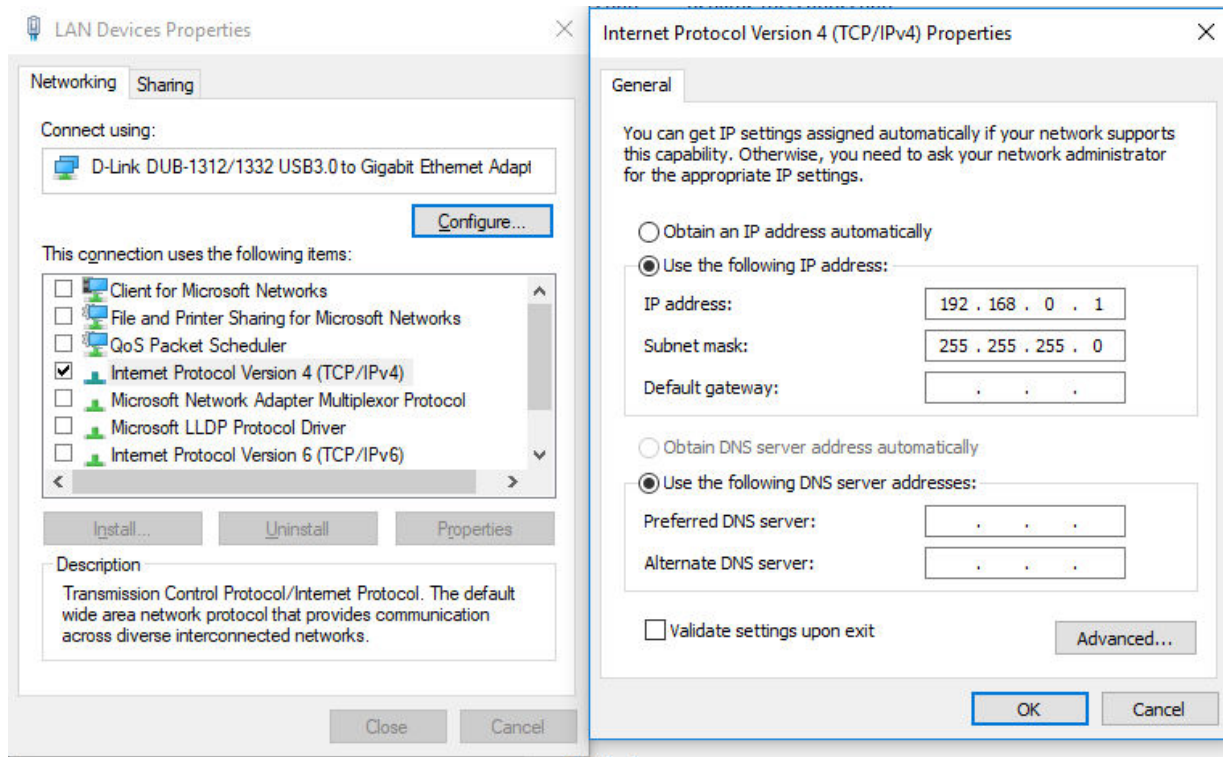 LAN Devices Properties
Networking
Sharing
Connect using:
D-Link DUB-1312/1332 USB3.0 to Gigabit Ethernet Adapt
Configure...
This connection uses the following items:
Client for Microsoft Networks
File and Printer Sharing for Microsoft Networks
QoS Packet Scheduler
Internet Protocol Version 4 (TCP/IPv4)
Microsoft Network Adapter Multiplexor Protocol
Microsoft LLDP Protocol Driver
Internet Protocol Version 6 (TCP/IPv6)
Install...
Uninstall
Properties
Description
Transmission Control Protocol/Internet Protocol. The default
wide area network protocol that provides communication
across diverse interconnected networks.
Close
Cancel
Internet Protocol Version 4 (TCP/IPv4) Properties
General
You can get IP settings assigned automatically if your network supports
this capability. Otherwise, you need to ask your network administrator
for the appropriate IP settings.
Obtain an IP address automatically
Use the following IP address:
IP address: 192 . 168 . 0 . 1
Subnet mask: 255 . 255 . 255 . 0
Default gateway: . . .
Obtain DNS server address automatically
Use the following DNS server addresses:
Preferred DNS server: . . .
Alternate DNS server: . . .
Validate settings upon exit
Advanced...
OK
Cancel